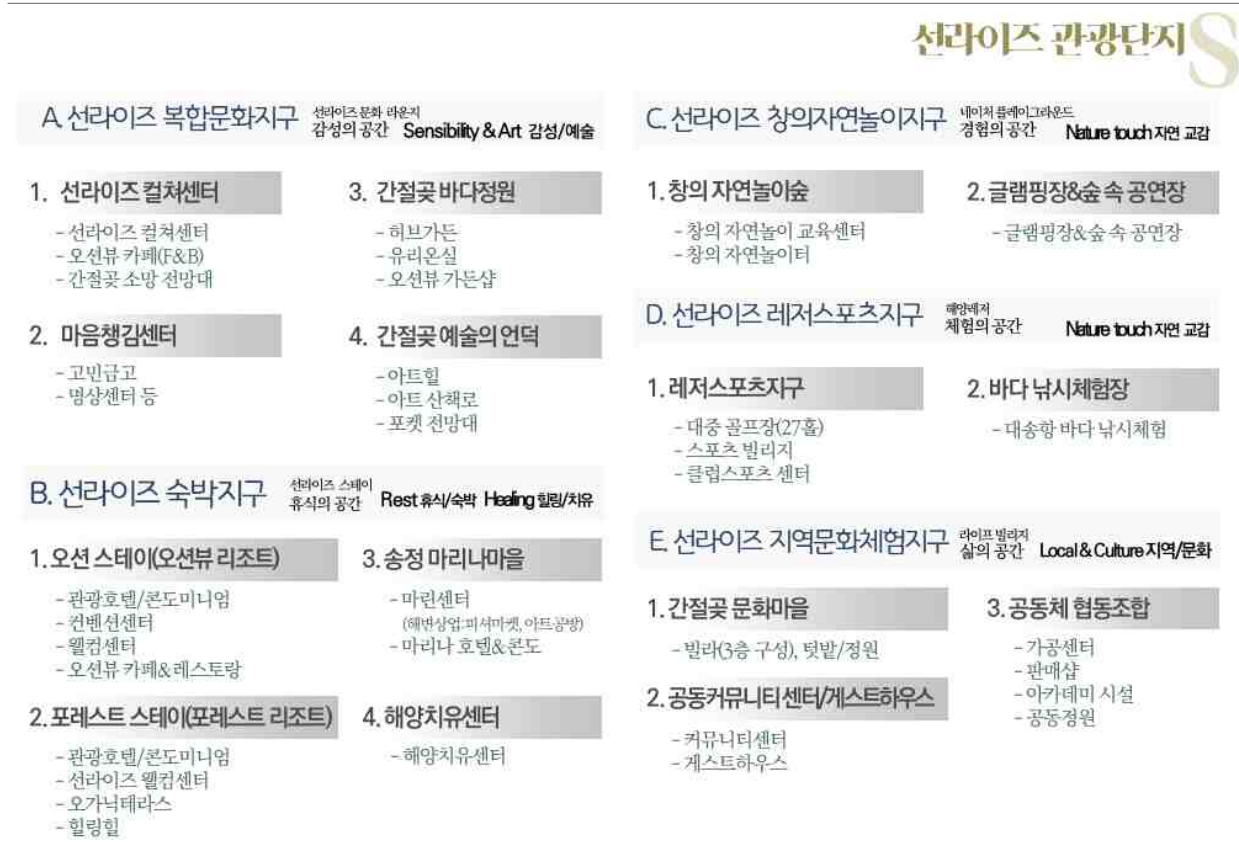 선라이즈 관광단지 S
A. 선라이즈 복합문화지구 선라이즈 문화 라운지
감성의 공간 Sensibility & Art 감성/예술
1. 선라이즈 컬쳐센터
- 선라이즈 컬쳐센터
- 오션뷰 카페(F&B)
- 간절곶 소망 전망대
2. 마음챙김센터
- 고민금고
- 명상센터 등
3. 간절곶 바다정원
- 허브가든
- 유리온실
- 오션뷰 가든샵
4. 간절곶 예술의 언덕
- 아트힐
- 아트 산책로
- 포켓 전망대
B. 선라이즈 숙박지구 선라이즈 스테이
휴식의 공간 Rest 휴식/숙박 Healing 힐링/치유
1. 오션 스테이(오션뷰 리조트)
- 관광호텔/콘도미니엄
- 컨벤션센터
- 웰컴센터
- 오션뷰 카페&레스토랑
2. 포레스트 스테이(포레스트 리조트)
- 관광호텔/콘도미니엄
- 선라이즈 웰컴센터
- 오가닉테라스
- 힐링힐
3. 송정 마리나마을
- 마린센터
(해변상업:피셔마켓, 아트공방)
- 마리나 호텔&콘도
4. 해양치유센터
- 해양치유센터
C. 선라이즈 창의자연놀이지구 네이처 플레이그라운드
경험의 공간 Nature touch 자연 교감
1. 창의 자연놀이숲
- 창의 자연놀이 교육센터
- 창의 자연놀이터
2. 글램핑장&숲 속 공연장
- 글램핑장&숲 속 공연장
D. 선라이즈 레저스포츠지구 해양레저
체험의 공간 Nature touch 자연 교감
1. 레저스포츠지구
- 대중 골프장(27홀)
- 스포츠 빌리지
- 클럽스포츠 센터
2. 바다 낚시체험장
- 대송항 바다 낚시체험
E. 선라이즈 지역문화체험지구 라이프 빌리지
삶의 공간 Local & Culture 지역/문화
1. 간절곶 문화마을
- 빌라(3층 구성), 텃밭/정원
2. 공동커뮤니티 센터/게스트하우스
- 커뮤니티센터
- 게스트하우스
3. 공동체 협동조합
- 가공센터
- 판매샵
- 아카데미 시설
- 공동정원